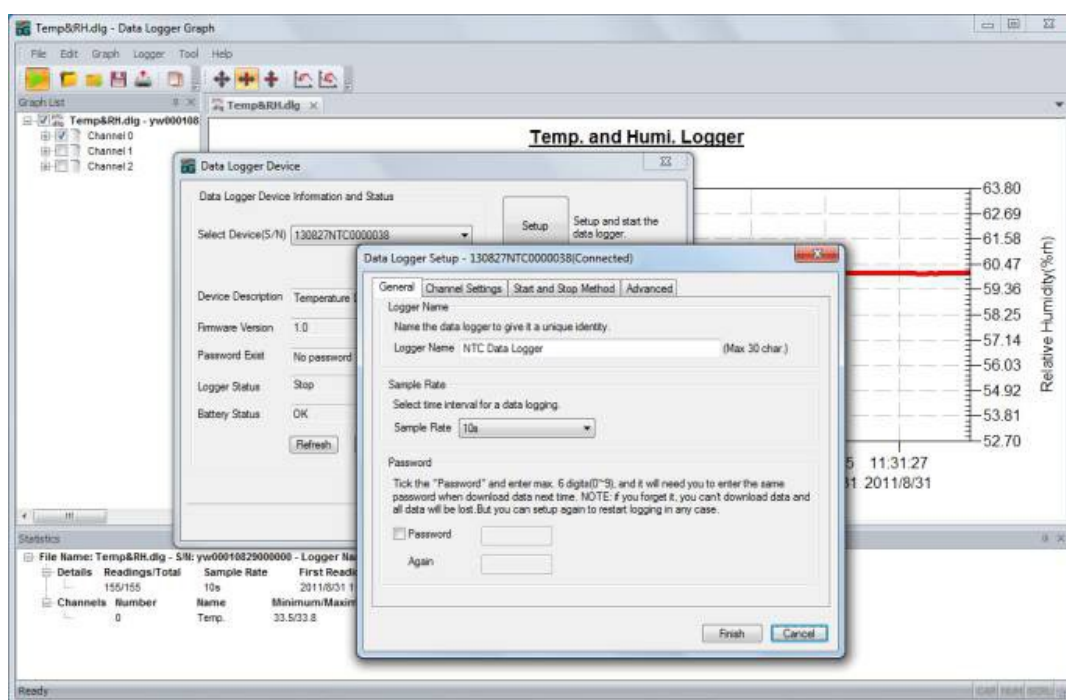 Temp&RH.dlg - Data Logger Graph
File Edit Graph Logger Tool Help
Graph List
Temp&RH.dlg
Temp&RH.dlg - yw000108
Channel 0
Channel 1
Channel 2
Temp. and Humi. Logger
63.80
62.69
61.58
60.47
59.36
58.25
57.14
56.03
54.92
53.81
52.70
Relative Humidity(%rh)
11:31:27
2011/8/31
Data Logger Device
Data Logger Device Information and Status
Select Device(S/N) 130827NTC0000038
Setup
Setup and start the
data logger.
Device Description Temperature
Firmware Version 1.0
Password Exist No password
Logger Status Stop
Battery Status OK
Refresh
Data Logger Setup - 130827NTC0000038(Connected)
General Channel Settings Start and Stop Method Advanced
Logger Name
Name the data logger to give it a unique identity.
Logger Name NTC Data Logger (Max 30 char.)
Sample Rate
Select time interval for a data logging.
Sample Rate 10s
Password
Tick the "Password" and enter max. 6 digits(0~9), and it will need you to enter the same
password when download data next time. NOTE: if you forget it, you can't download data and
all data will be lost.But you can setup again to restart logging in any case.
Password
Again
Finish Cancel
Statistics
File Name: Temp&RH.dlg - S/N: yw00010829000000 - Logger Na
Details Readings/Total Sample Rate First Readi
155/155 10s 2011/8/31 1
Channels Number Name Minimum/Maxim
0 Temp. 33.5/33.8
Ready
CAP NUM SCRL